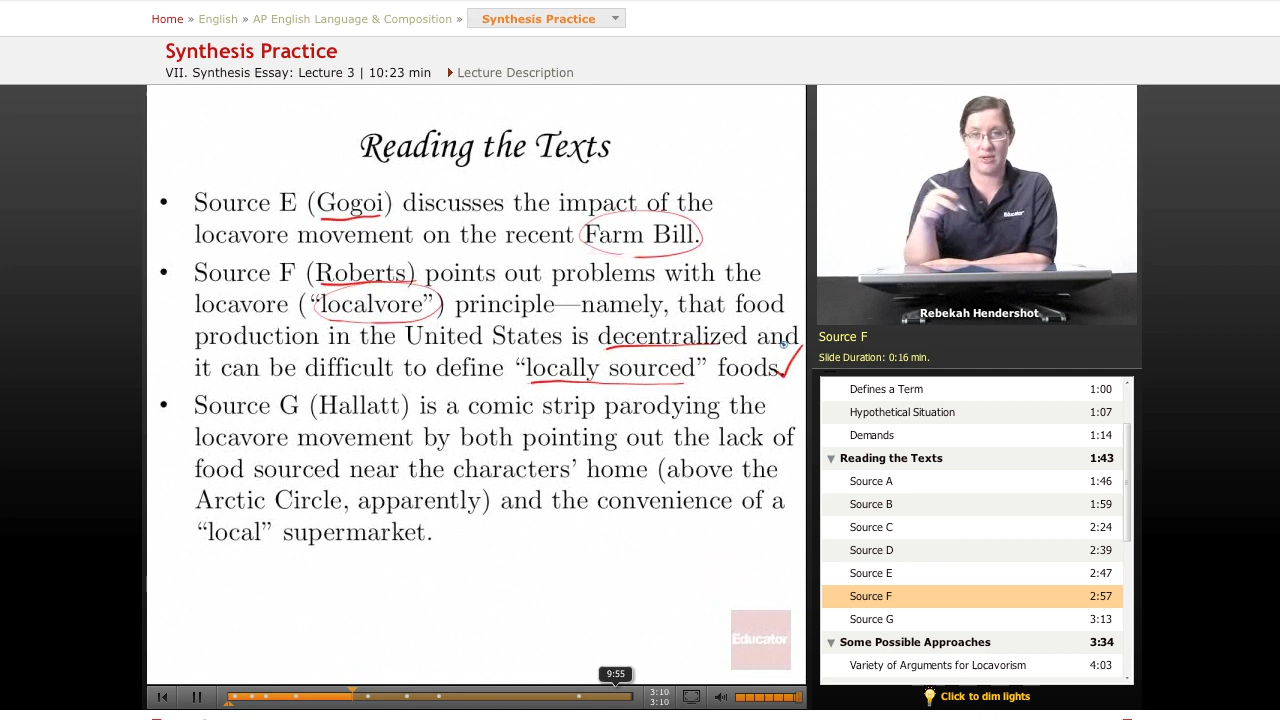 Home » English » AP English Language & Composition » Synthesis Practice
Synthesis Practice
VII. Synthesis Essay: Lecture 3 | 10:23 min Lecture Description
Reading the Texts
• Source E (Gogoi) discusses the impact of the
locavore movement on the recent Farm Bill.
• Source F (Roberts) points out problems with the
locavore (“localvore”) principle—namely, that food
production in the United States is decentralized and
it can be difficult to define “locally sourced” foods.
• Source G (Hallatt) is a comic strip parodying the
locavore movement by both pointing out the lack of
food sourced near the characters’ home (above the
Arctic Circle, apparently) and the convenience of a
“local” supermarket.
Educator
9:55
3:10
3:10
Educator
Rebekah Hendershot
Source F
Slide Duration: 0:16 min.
Defines a Term 1:00
Hypothetical Situation 1:07
Demands 1:14
Reading the Texts 1:43
Source A 1:46
Source B 1:59
Source C 2:24
Source D 2:39
Source E 2:47
Source F 2:57
Source G 3:13
Some Possible Approaches 3:34
Variety of Arguments for Locavorism 4:03
Click to dim lights